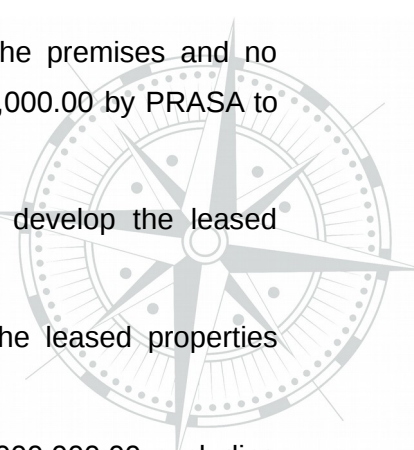 he premises and no
,000.00 by PRASA to
develop the leased
he leased properties